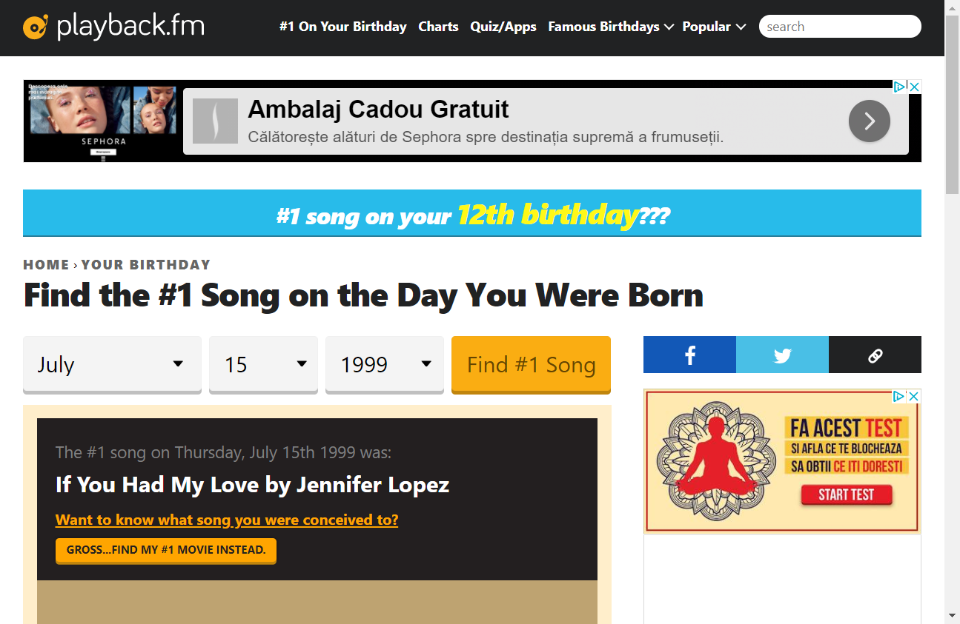 playback.fm
#1 On Your Birthday Charts Quiz/Apps Famous Birthdays Popular
search
SEPHORA
Ambalaj Cadou Gratuit
Călătorește alături de Sephora spre destinația supremă a frumuseții.
#1 song on your 12th birthday???
HOME › YOUR BIRTHDAY
Find the #1 Song on the Day You Were Born
July 15 1999 Find #1 Song
The #1 song on Thursday, July 15th 1999 was:
If You Had My Love by Jennifer Lopez
Want to know what song you were conceived to?
GROSS...FIND MY #1 MOVIE INSTEAD.
FA ACEST TEST
SI AFLA CE TE BLOCHEAZA
SA OBTII CE ITI DORESTI
START TEST